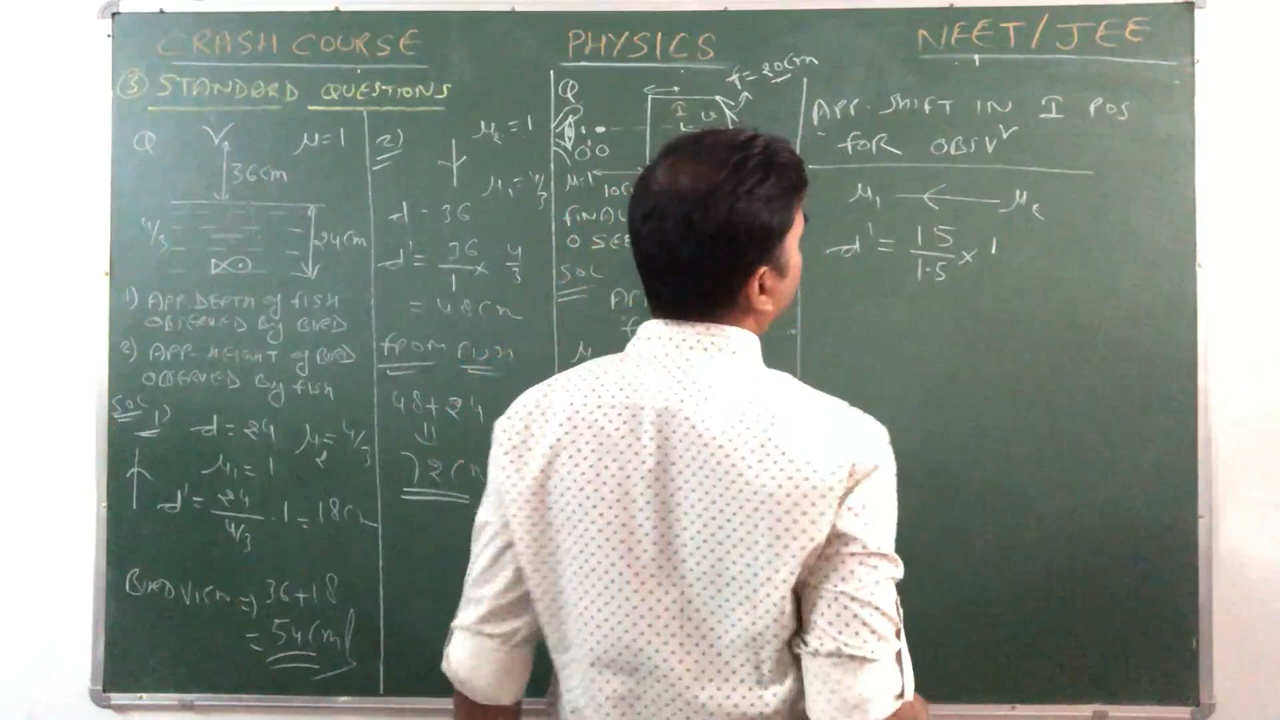 CRASH COURSE
PHYSICS
NEET/JEE
③ STANDARD QUESTIONS
Q
μ=1
36cm
4/3
24cm
1) APP. DEPTH of FISH
OBSERVED By BIRD
2) APP. HEIGHT of BIRD
OBSERVED By fISH
SOL
1)
d = 24
μ₂ = 4/3
μ₁ = 1
d' = 24/(4/3) . 1 = 18cm
BIRD VIEW ⇒ 36+18
= 54cm
2)
μ₂ = 1
μ₁ = 4/3
d = 36
d' = 36/1 × 4/3
= 48cm
from FISH
48+24
⇓
72cm
Q
f = 20cm
I
O
μ=1
10c
FINAL
O SEE
SOL
μ
APP. SHIFT IN I POS
FOR OBSV
μ₁ ← μ₂
d' = 15/1.5 × 1